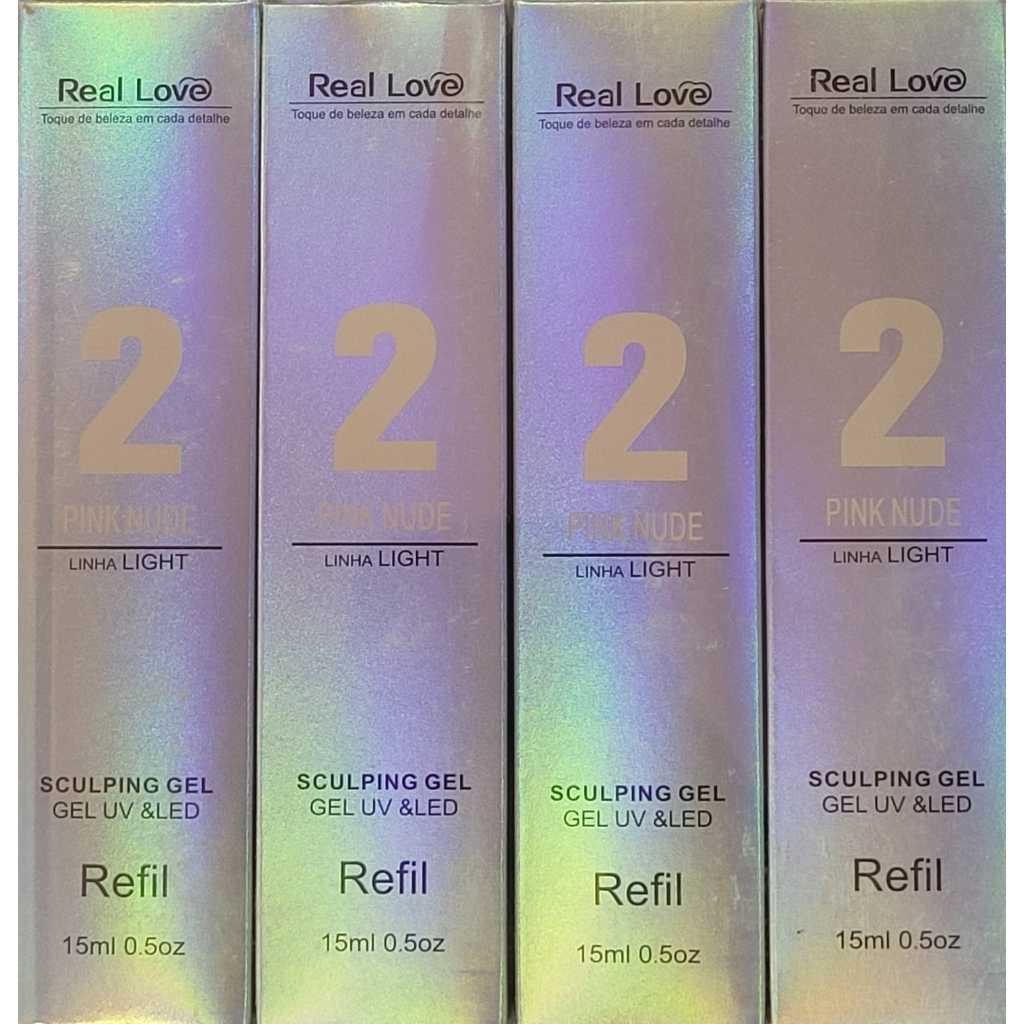 Real Love
Toque de beleza em cada detalhe
2
PINK NUDE
LINHA LIGHT
SCULPING GEL
GEL UV &LED
Refil
15ml 0.5oz
Real Love
Toque de beleza em cada detalhe
2
PINK NUDE
LINHA LIGHT
SCULPING GEL
GEL UV &LED
Refil
15ml 0.5oz
Real Love
Toque de beleza em cada detalhe
2
PINK NUDE
LINHA LIGHT
SCULPING GEL
GEL UV &LED
Refil
15ml 0.5oz
Real Love
Toque de beleza em cada detalhe
2
PINK NUDE
LINHA LIGHT
SCULPING GEL
GEL UV &LED
Refil
15ml 0.5oz